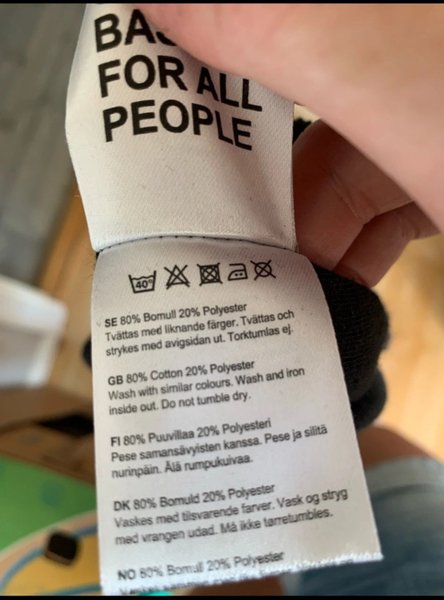 FOR ALL
PEOPLE
40°
SE 80% Bomull 20% Polyester
Tvättas med liknande färger. Tvättas och
strykes med avigsidan ut. Torktumlas ej.
GB 80% Cotton 20% Polyester
Wash with similar colours. Wash and iron
inside out. Do not tumble dry.
FI 80% Puuvillaa 20% Polyesteri
Pese samansävyisten kanssa. Pese ja silitä
nurinpäin. Älä rumpukuivaa.
DK 80% Bomuld 20% Polyester
Vaskes med tilsvarende farver. Vask og stryg
med vrangen udad. Må ikke tørretumbles.
NO 80% Bomull 20% Polyester